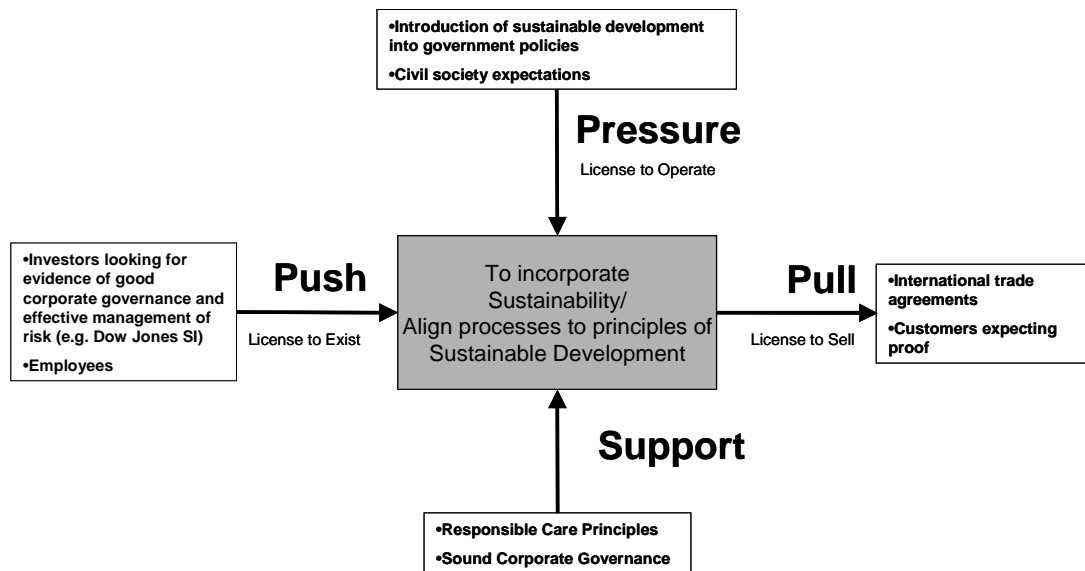 •Introduction of sustainable development
into government policies
•Civil society expectations
Pressure
License to Operate
•Investors looking for
evidence of good
corporate governance and
effective management of
risk (e.g. Dow Jones SI)
•Employees
Push
License to Exist
To incorporate
Sustainability/
Align processes to principles of
Sustainable Development
Pull
License to Sell
•International trade
agreements
•Customers expecting
proof
Support
•Responsible Care Principles
•Sound Corporate Governance